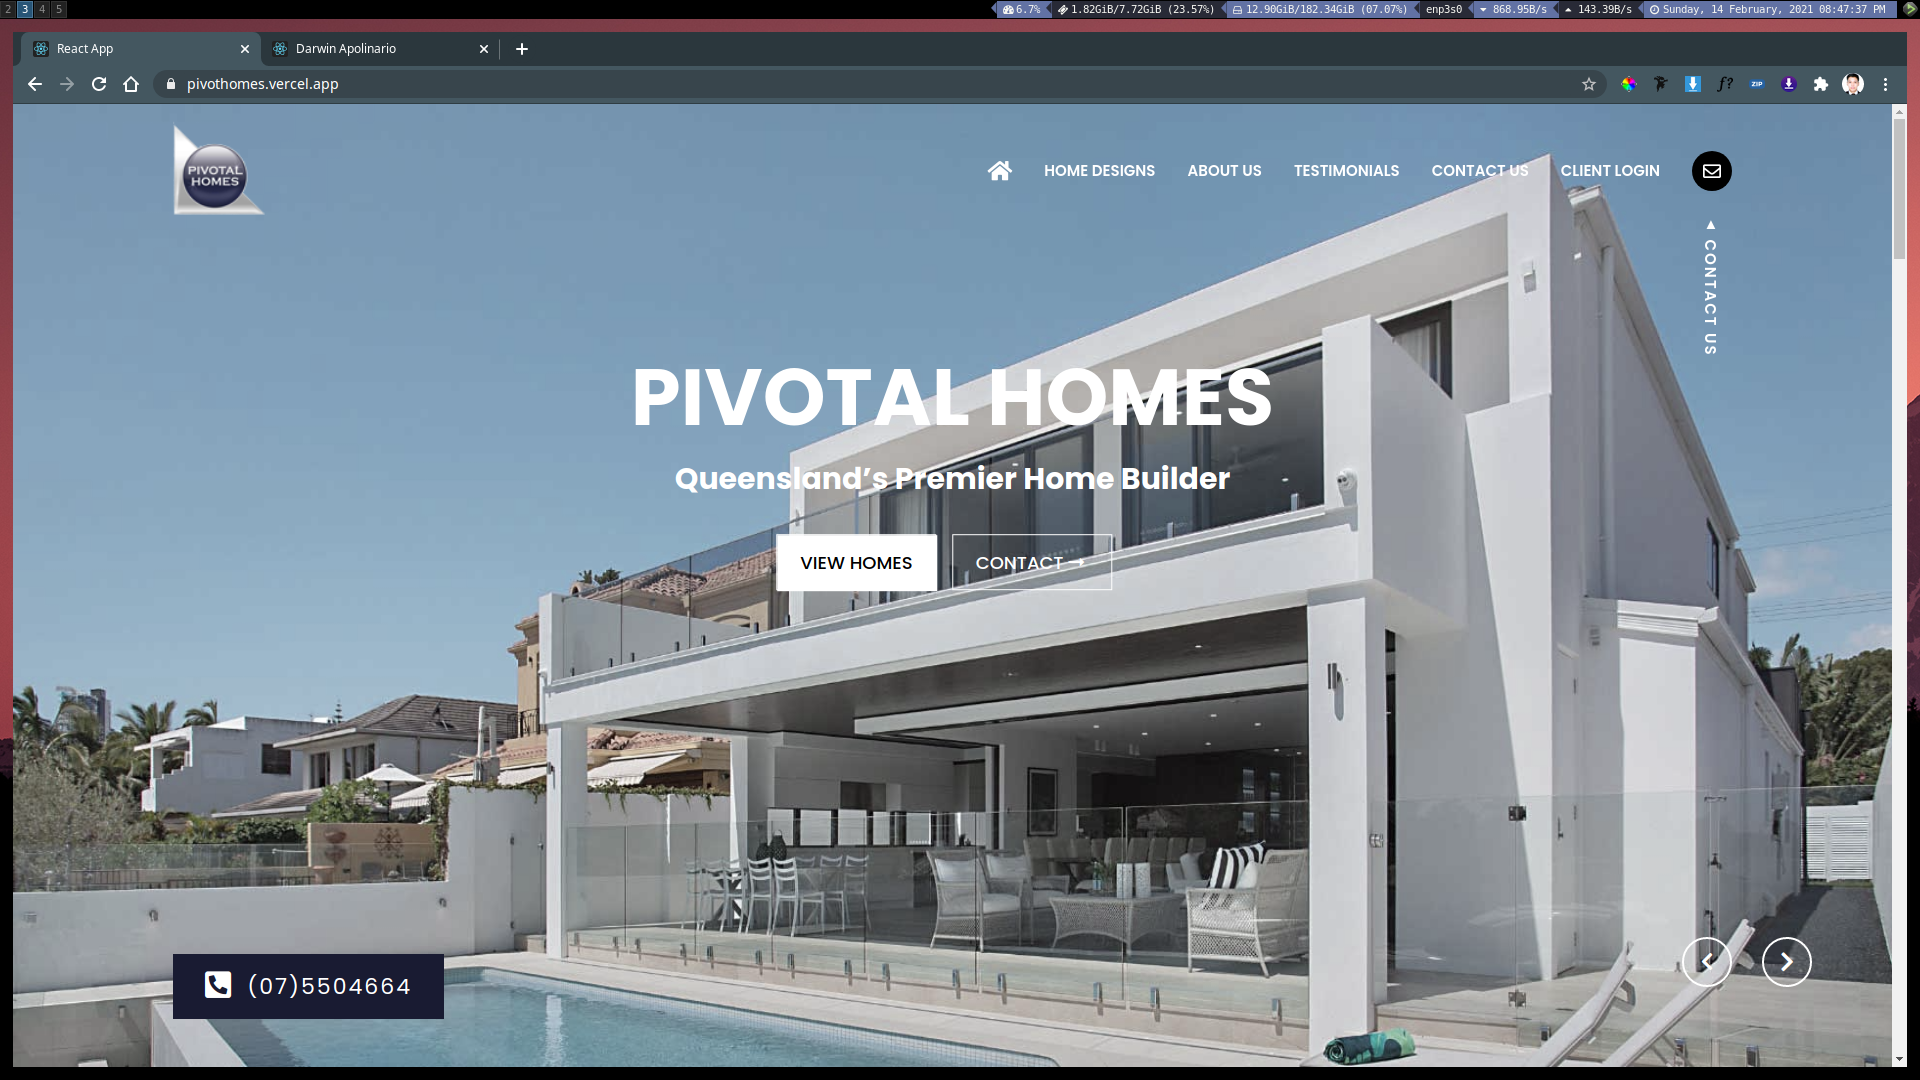 2 3 4 5
6.7% 1.82GiB/7.72GiB (23.57%) 12.90GiB/182.34GiB (07.07%) enp3s0 868.95B/s 143.39B/s Sunday, 14 February, 2021 08:47:37 PM
React App
Darwin Apolinario
pivothomes.vercel.app
f?
ZIP
PIVOTAL
HOMES
HOME DESIGNS ABOUT US TESTIMONIALS CONTACT US CLIENT LOGIN
CONTACT US
PIVOTAL HOMES
Queensland’s Premier Home Builder
VIEW HOMES
CONTACT
(07)5504664